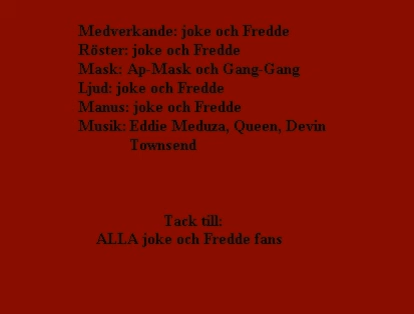 Medverkande: joke och Fredde
Röster: joke och Fredde
Mask: Ap-Mask och Gang-Gang
Ljud: joke och Fredde
Manus: joke och Fredde
Musik: Eddie Meduza, Queen, Devin
Townsend
Tack till:
ALLA joke och Fredde fans